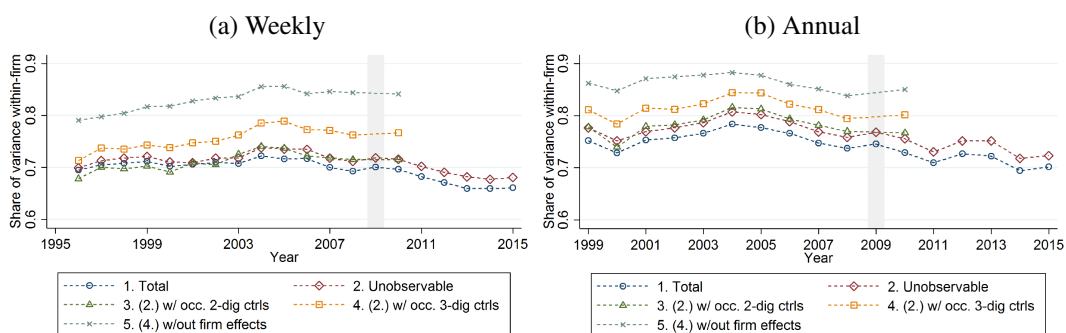 (a) Weekly
Share of variance within-firm
0.9
0.8
0.7
0.6
1995
1999
2003
2007
2011
2015
Year
1. Total
2. Unobservable
3. (2.) w/ occ. 2-dig ctrls
4. (2.) w/ occ. 3-dig ctrls
5. (4.) w/out firm effects
(b) Annual
Share of variance within-firm
0.9
0.8
0.7
0.6
1999
2001
2003
2005
2007
2009
2011
2013
2015
Year
1. Total
2. Unobservable
3. (2.) w/ occ. 2-dig ctrls
4. (2.) w/ occ. 3-dig ctrls
5. (4.) w/out firm effects